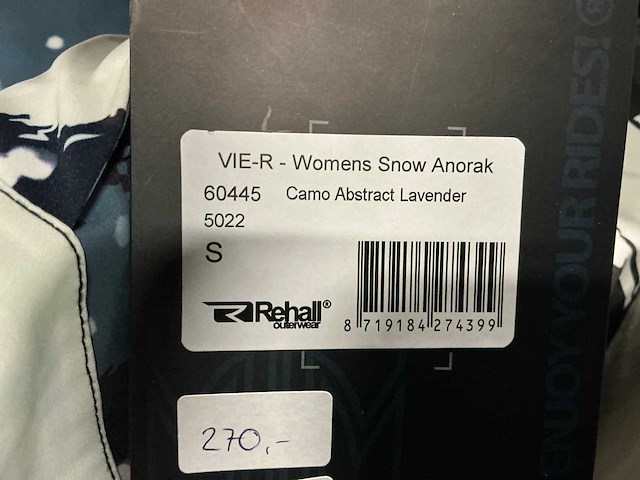 VIE-R - Womens Snow Anorak
60445 Camo Abstract Lavender
5022
S
Rehall®
outerwear
8 719184 274399
270,-
ENJOY YOUR RIDES!